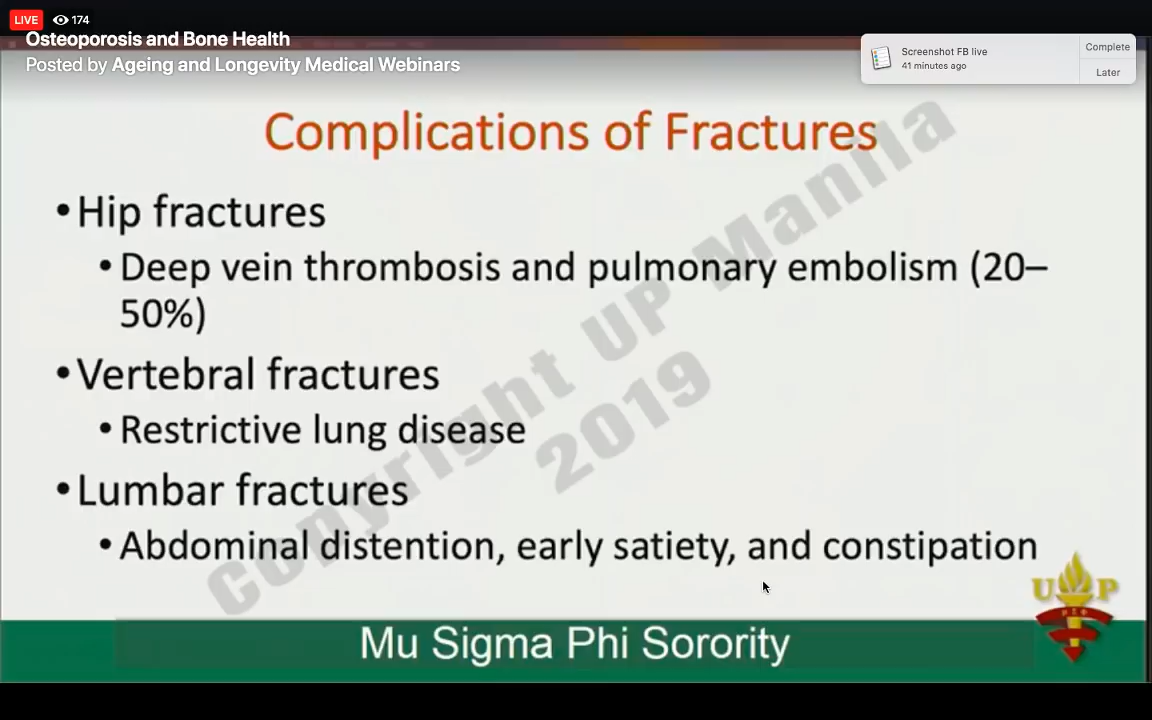 LIVE 174
Osteoporosis and Bone Health
Posted by Ageing and Longevity Medical Webinars
Screenshot FB live
41 minutes ago
Complete
Later
Complications of Fractures
•Hip fractures
•Deep vein thrombosis and pulmonary embolism (20–
50%)
•Vertebral fractures
•Restrictive lung disease
•Lumbar fractures
•Abdominal distention, early satiety, and constipation
Copyright UP Manila
2019
UP
ΜΣΦ
Mu Sigma Phi Sorority